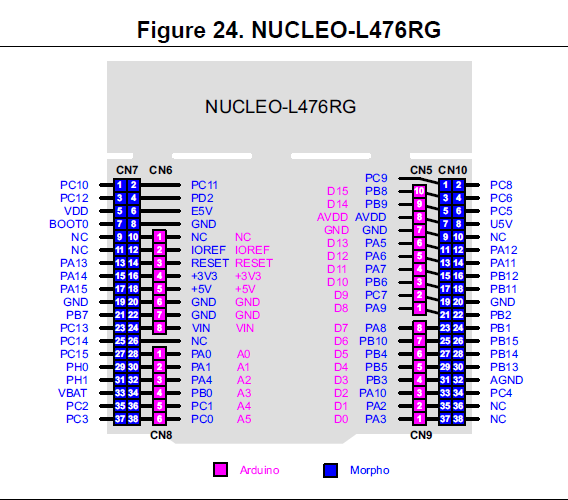 Figure 24. NUCLEO-L476RG
NUCLEO-L476RG
CN7 CN6 CN5 CN10
PC9
PC10 1 2 PC11 D15 PB8 10 1 2 PC8
PC12 3 4 PD2 D14 PB9 9 3 4 PC6
VDD 5 6 E5V AVDD AVDD 8 5 6 PC5
BOOT0 7 8 GND GND GND 7 7 8 U5V
NC 9 10 1 NC NC D13 PA5 6 9 10 NC
NC 11 12 2 IOREF IOREF D12 PA6 5 11 12 PA12
PA13 13 14 3 RESET RESET D11 PA7 4 13 14 PA11
PA14 15 16 4 +3V3 +3V3 D10 PB6 3 15 16 PB12
PA15 17 18 5 +5V +5V D9 PC7 2 17 18 PB11
GND 19 20 6 GND GND D8 PA9 1 19 20 GND
PB7 21 22 7 GND GND 21 22 PB2
PC13 23 24 8 VIN VIN D7 PA8 8 23 24 PB1
PC14 25 26 NC D6 PB10 7 25 26 PB15
PC15 27 28 1 PA0 A0 D5 PB4 6 27 28 PB14
PH0 29 30 2 PA1 A1 D4 PB5 5 29 30 PB13
PH1 31 32 3 PA4 A2 D3 PB3 4 31 32 AGND
VBAT 33 34 4 PB0 A3 D2 PA10 3 33 34 PC4
PC2 35 36 5 PC1 A4 D1 PA2 2 35 36 NC
PC3 37 38 6 PC0 A5 D0 PA3 1 37 38 NC
CN8 CN9
Arduino Morpho